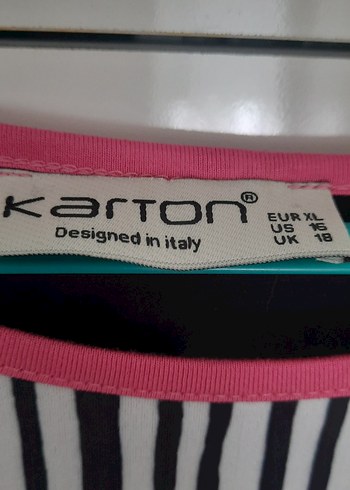 Karton®
Designed in italy
EUR XL
US 16
UK 18